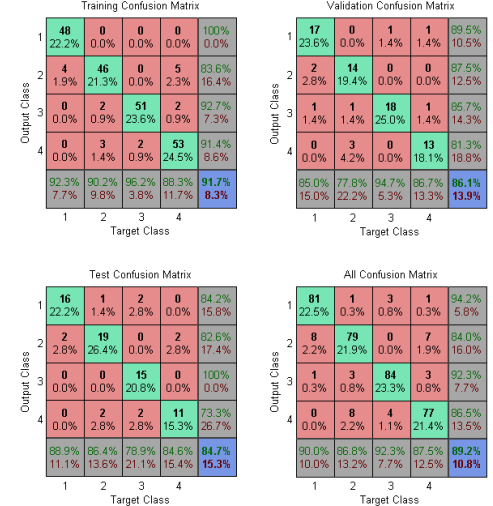 Training Confusion Matrix
Output Class
1 48 0 0 0 100%
22.2% 0.0% 0.0% 0.0% 0.0%
2 4 46 0 5 83.6%
1.9% 21.3% 0.0% 2.3% 16.4%
3 0 2 51 2 92.7%
0.0% 0.9% 23.6% 0.9% 7.3%
4 0 3 2 53 91.4%
0.0% 1.4% 0.9% 24.5% 8.6%
92.3% 90.2% 96.2% 88.3% 91.7%
7.7% 9.8% 3.8% 11.7% 8.3%
1 2 3 4
Target Class
Validation Confusion Matrix
Output Class
1 17 0 1 1 89.5%
23.6% 0.0% 1.4% 1.4% 10.5%
2 2 14 0 0 87.5%
2.8% 19.4% 0.0% 0.0% 12.5%
3 1 1 18 1 85.7%
1.4% 1.4% 25.0% 1.4% 14.3%
4 0 3 0 13 81.3%
0.0% 4.2% 0.0% 18.1% 18.8%
85.0% 77.8% 94.7% 86.7% 86.1%
15.0% 22.2% 5.3% 13.3% 13.9%
1 2 3 4
Target Class
Test Confusion Matrix
Output Class
1 16 1 2 0 84.2%
22.2% 1.4% 2.8% 0.0% 15.8%
2 2 19 0 2 82.6%
2.8% 26.4% 0.0% 2.8% 17.4%
3 0 0 15 0 100%
0.0% 0.0% 20.8% 0.0% 0.0%
4 0 2 2 11 73.3%
0.0% 2.8% 2.8% 15.3% 26.7%
88.9% 86.4% 78.9% 84.6% 84.7%
11.1% 13.6% 21.1% 15.4% 15.3%
1 2 3 4
Target Class
All Confusion Matrix
Output Class
1 81 1 3 1 94.2%
22.5% 0.3% 0.8% 0.3% 5.8%
2 8 79 0 7 84.0%
2.2% 21.9% 0.0% 1.9% 16.0%
3 1 3 84 3 92.3%
0.3% 0.8% 23.3% 0.8% 7.7%
4 0 8 4 77 86.5%
0.0% 2.2% 1.1% 21.4% 13.5%
90.0% 86.8% 92.3% 87.5% 89.2%
10.0% 13.2% 7.7% 12.5% 10.8%
1 2 3 4
Target Class